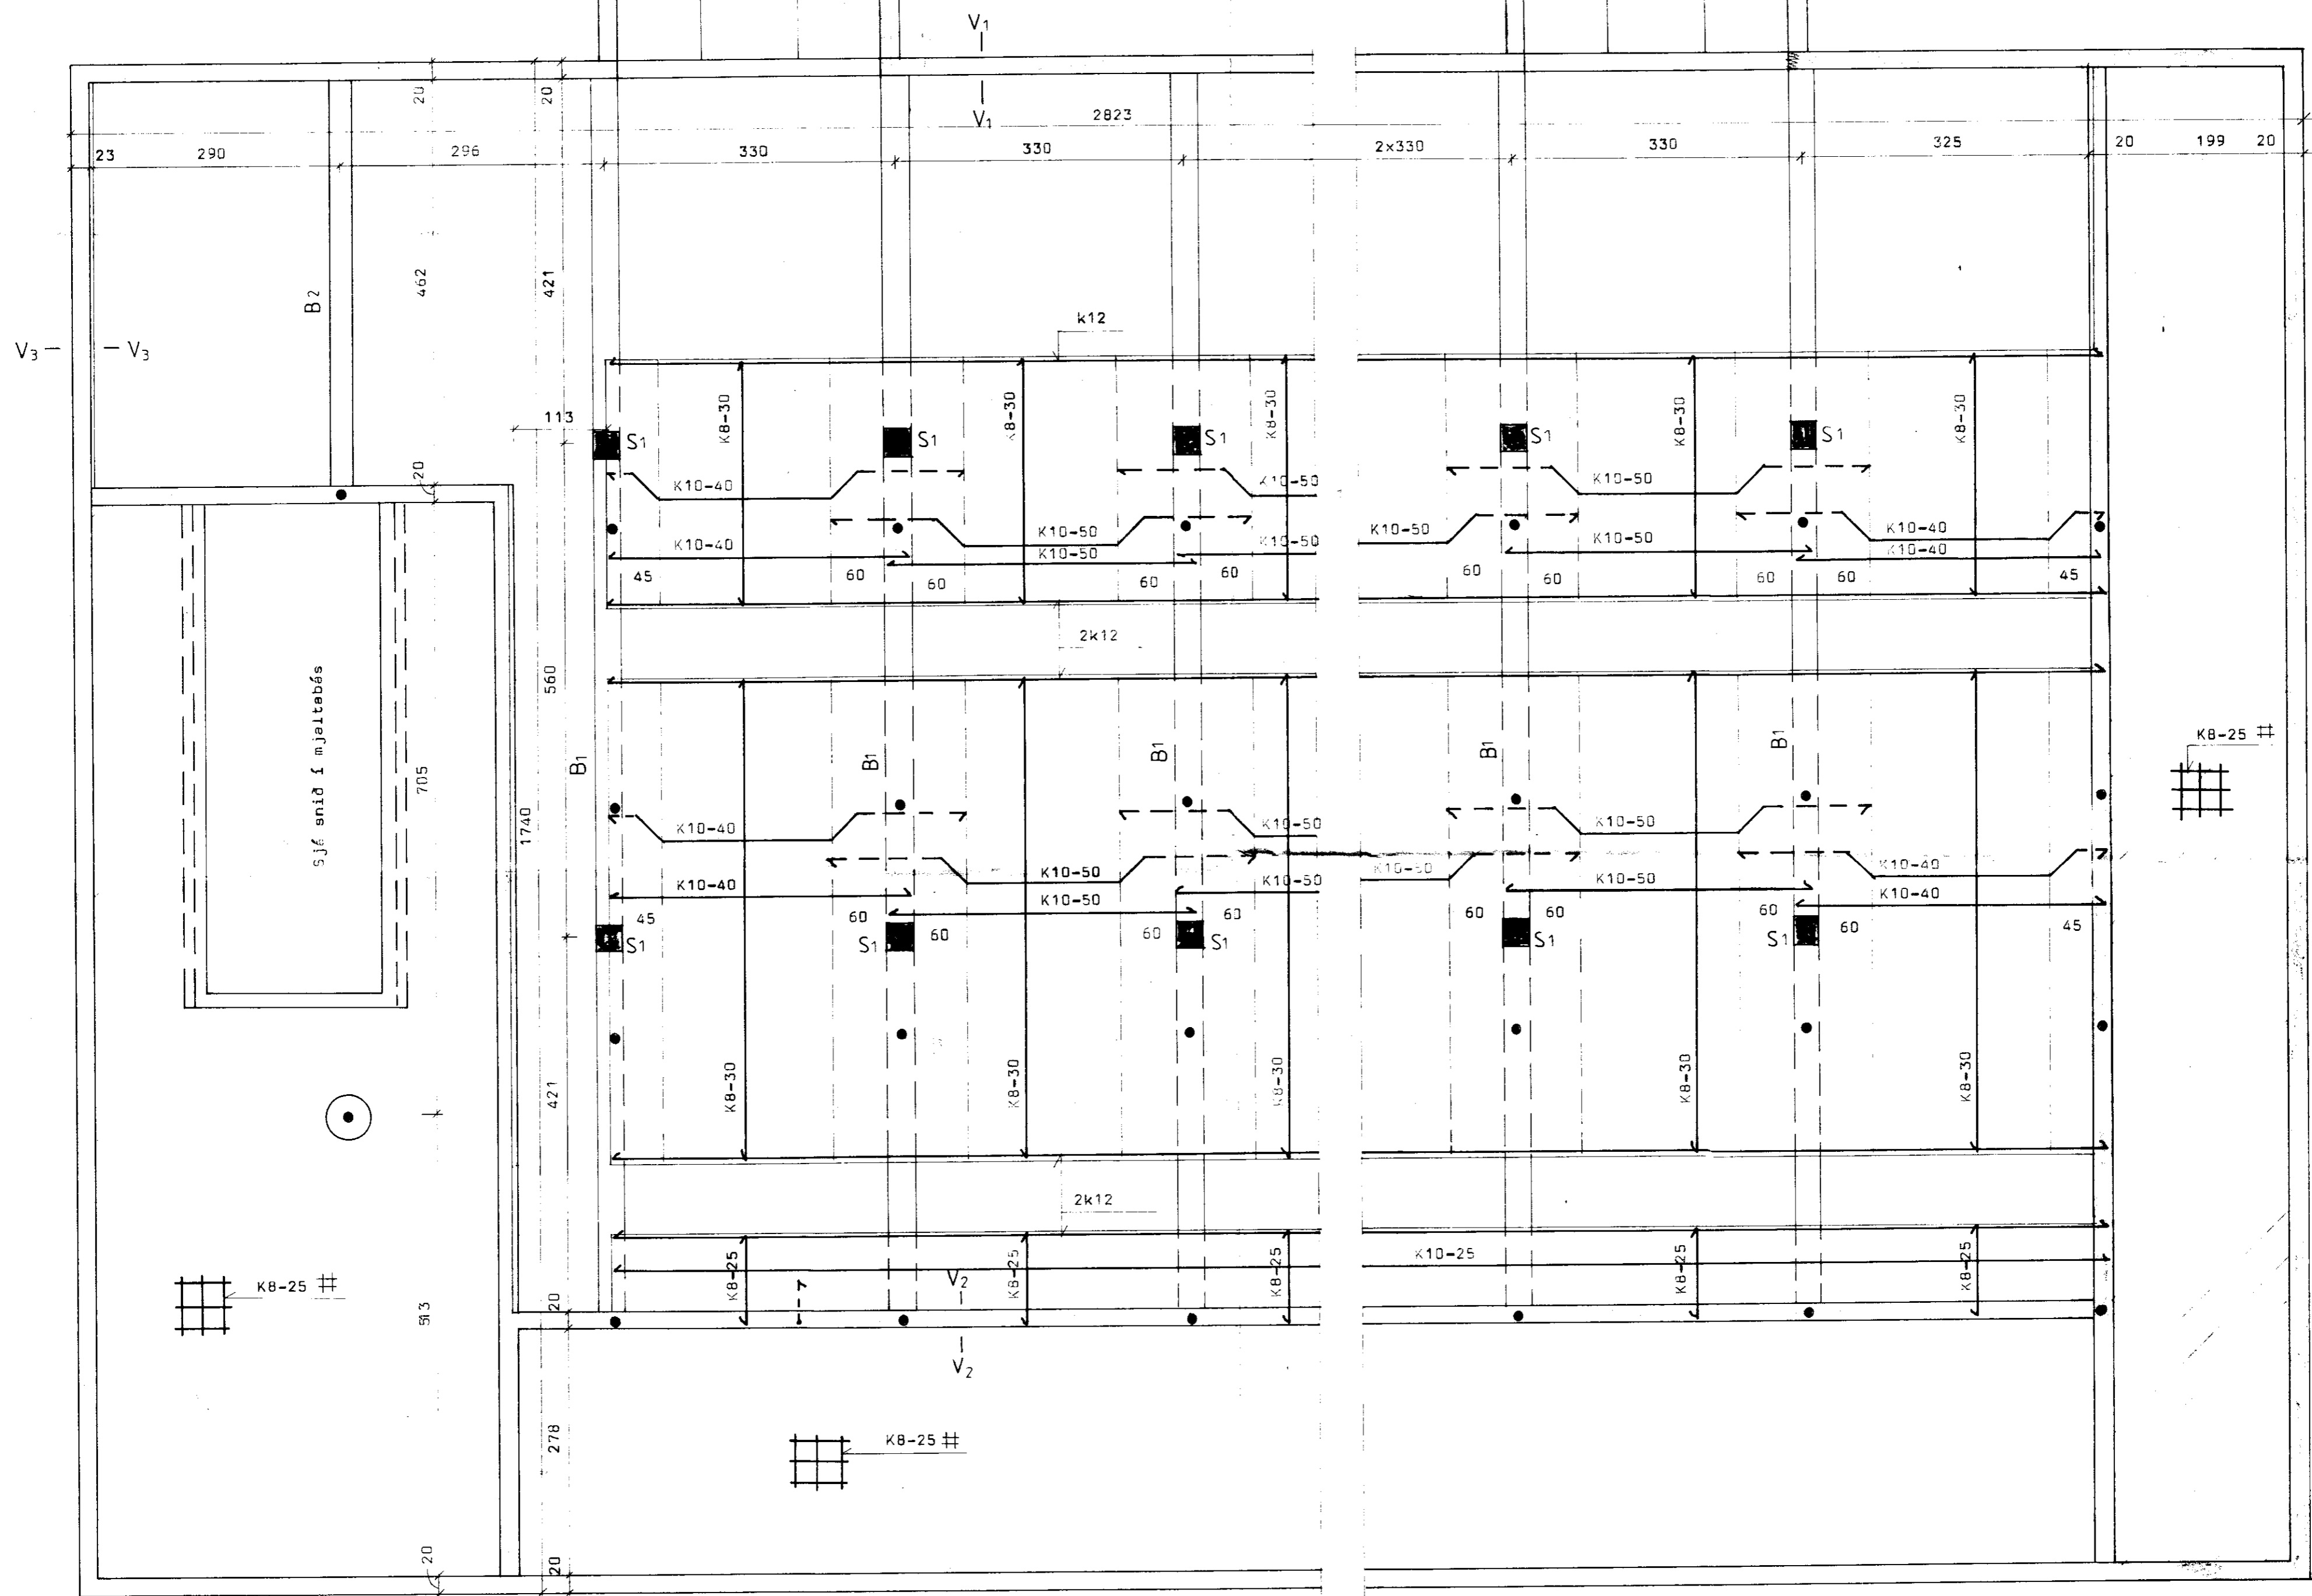 V1
V1
2823
20
20
23 290 296 330 330 2x330 330 325 20 199 20
462
421
B2
V3 V3
k12
113
K8-30 K8-30 K8-30 K8-30 K8-30
S1 S1 S1 S1 S1
20
K10-40 K10-50 K10-50
K10-40 K10-50 K10-50 K10-50 K10-50 K10-40
K10-50 K10-50 K10-40
45 60 60 60 60 60 60 60 60 45
2k12
560
Sjá snið í mjaltabás
705
1740
B1 B1 B1 B1 B1
K8-25 #
K10-40 K10-50 K10-50
K10-50 K10-50 K10-40
K10-40 K10-50 K10-50 K10-50 K10-40
45 60 60 60 60 60 60 60 60 45
S1 S1 S1 S1 S1
421
K8-30 K8-30 K8-30 K8-30 K8-30
2k12
K10-25
K8-25 K8-25 K8-25 K8-25 K8-25
V2
K8-25 #
20
513
V2
278
K8-25 #
20
20